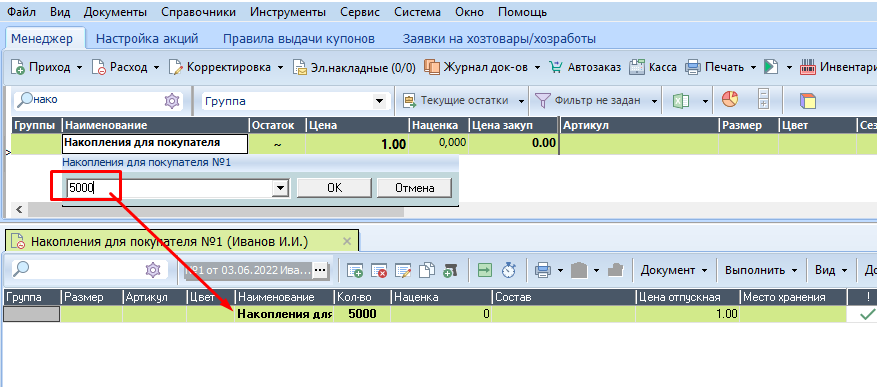 Файл Вид Документы Справочники Инструменты Сервис Система Окно Помощь
Менеджер Настройка акций Правила выдачи купонов Заявки на хозтовары/хозработы
Приход Расход Корректировка Эл.накладные (0/0) Журнал док-ов Автозаказ Касса Печать Инвентари
нако Группа Текущие остатки Фильтр не задан
Группы Наименование Остаток Цена Наценка Цена закуп Артикул Размер Цвет Сез
Накопления для покупателя ~ 1.00 0,000 0.00
Накопления для покупателя №1
5000 OK Отмена
Накопления для покупателя №1 (Иванов И.И.)
№1 от 03.06.2022 Ива... ... Документ Выполнить Вид До
Группа Размер Артикул Цвет Наименование Кол-во Наценка Состав Цена отпускная Место хранения !
Накопления для 5000 0 1.00